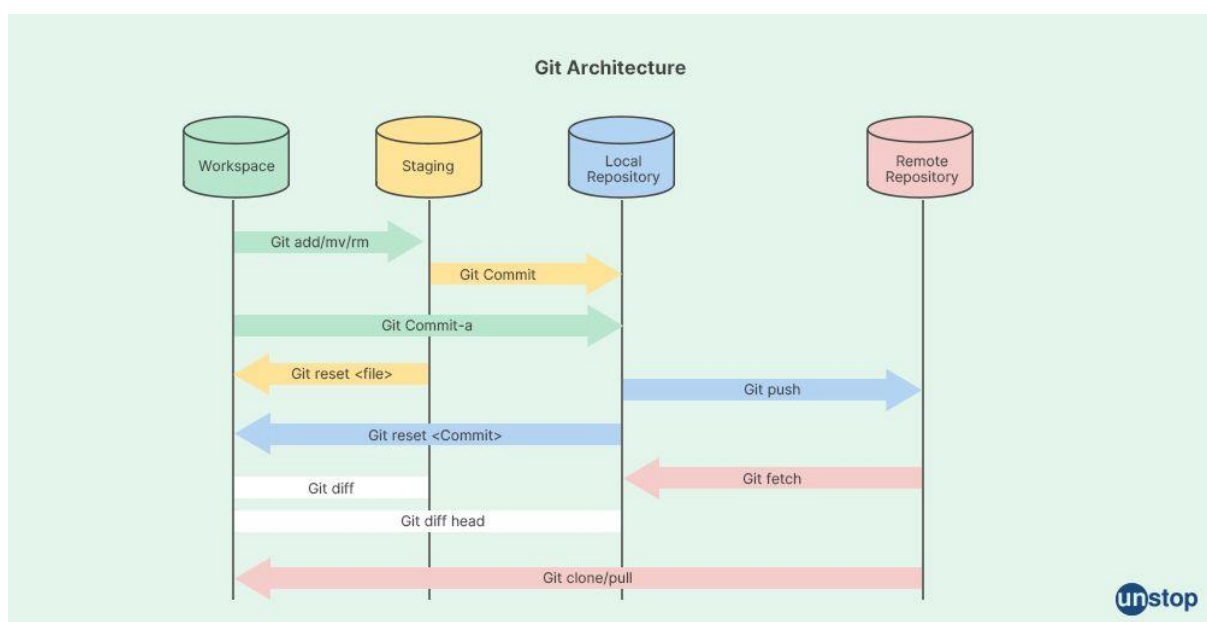 Git Architecture
Workspace
Staging
Local
Repository
Remote
Repository
Git add/mv/rm
Git Commit
Git Commit-a
Git reset <file>
Git push
Git reset <Commit>
Git fetch
Git diff
Git diff head
Git clone/pull
unstop